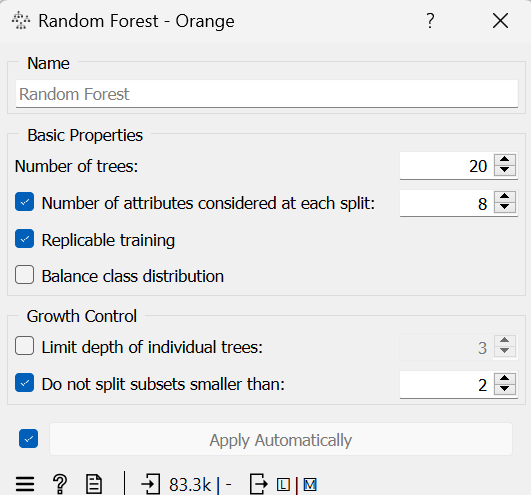 Random Forest - Orange ?
Name
Random Forest
Basic Properties
Number of trees: 20
Number of attributes considered at each split: 8
Replicable training
Balance class distribution
Growth Control
Limit depth of individual trees: 3
Do not split subsets smaller than: 2
Apply Automatically
? 83.3k | - L | M